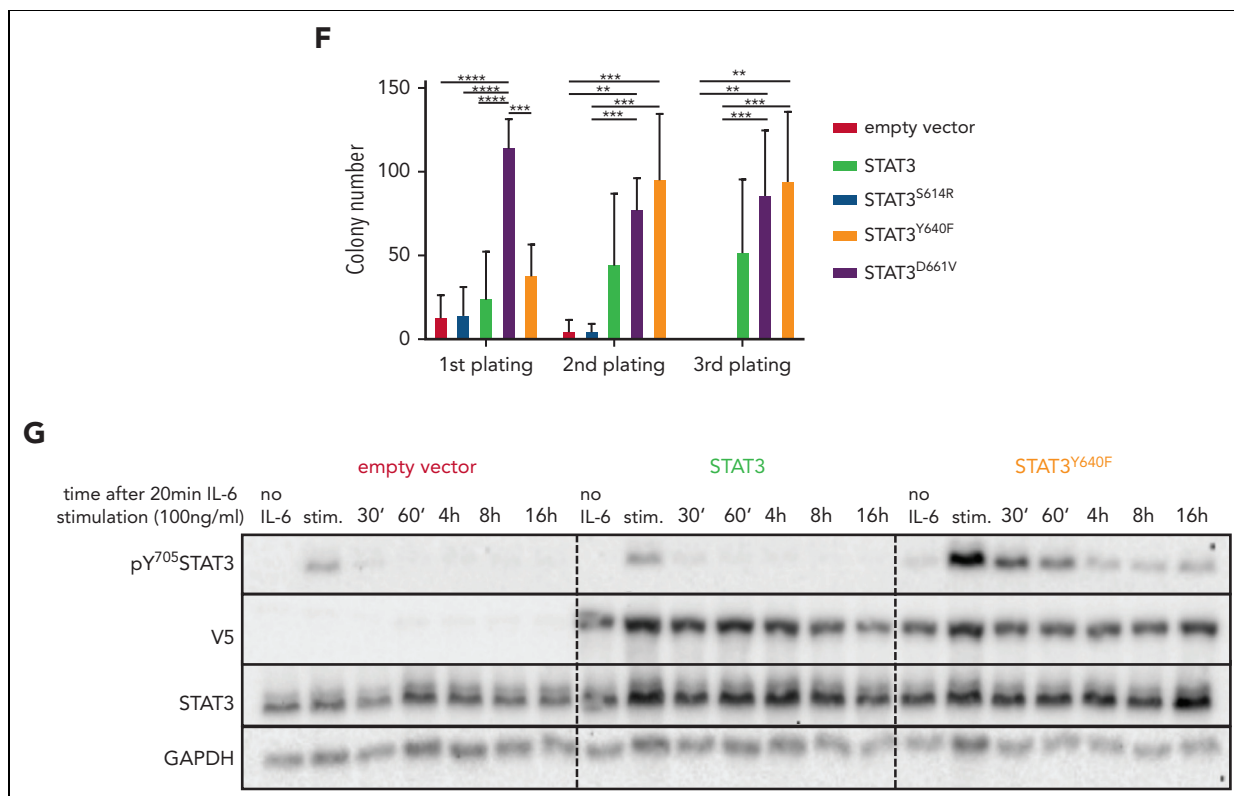 F
**** *** **
**** ** **
**** *** ***
*** *** ***
150
100
50
0
Colony number
1st plating 2nd plating 3rd plating
empty vector
STAT3
STAT3S614R
STAT3Y640F
STAT3D661V
G
empty vector STAT3 STAT3Y640F
time after 20min IL-6 stimulation (100ng/ml)
no IL-6 stim. 30' 60' 4h 8h 16h no IL-6 stim. 30' 60' 4h 8h 16h no IL-6 stim. 30' 60' 4h 8h 16h
pY705STAT3
V5
STAT3
GAPDH